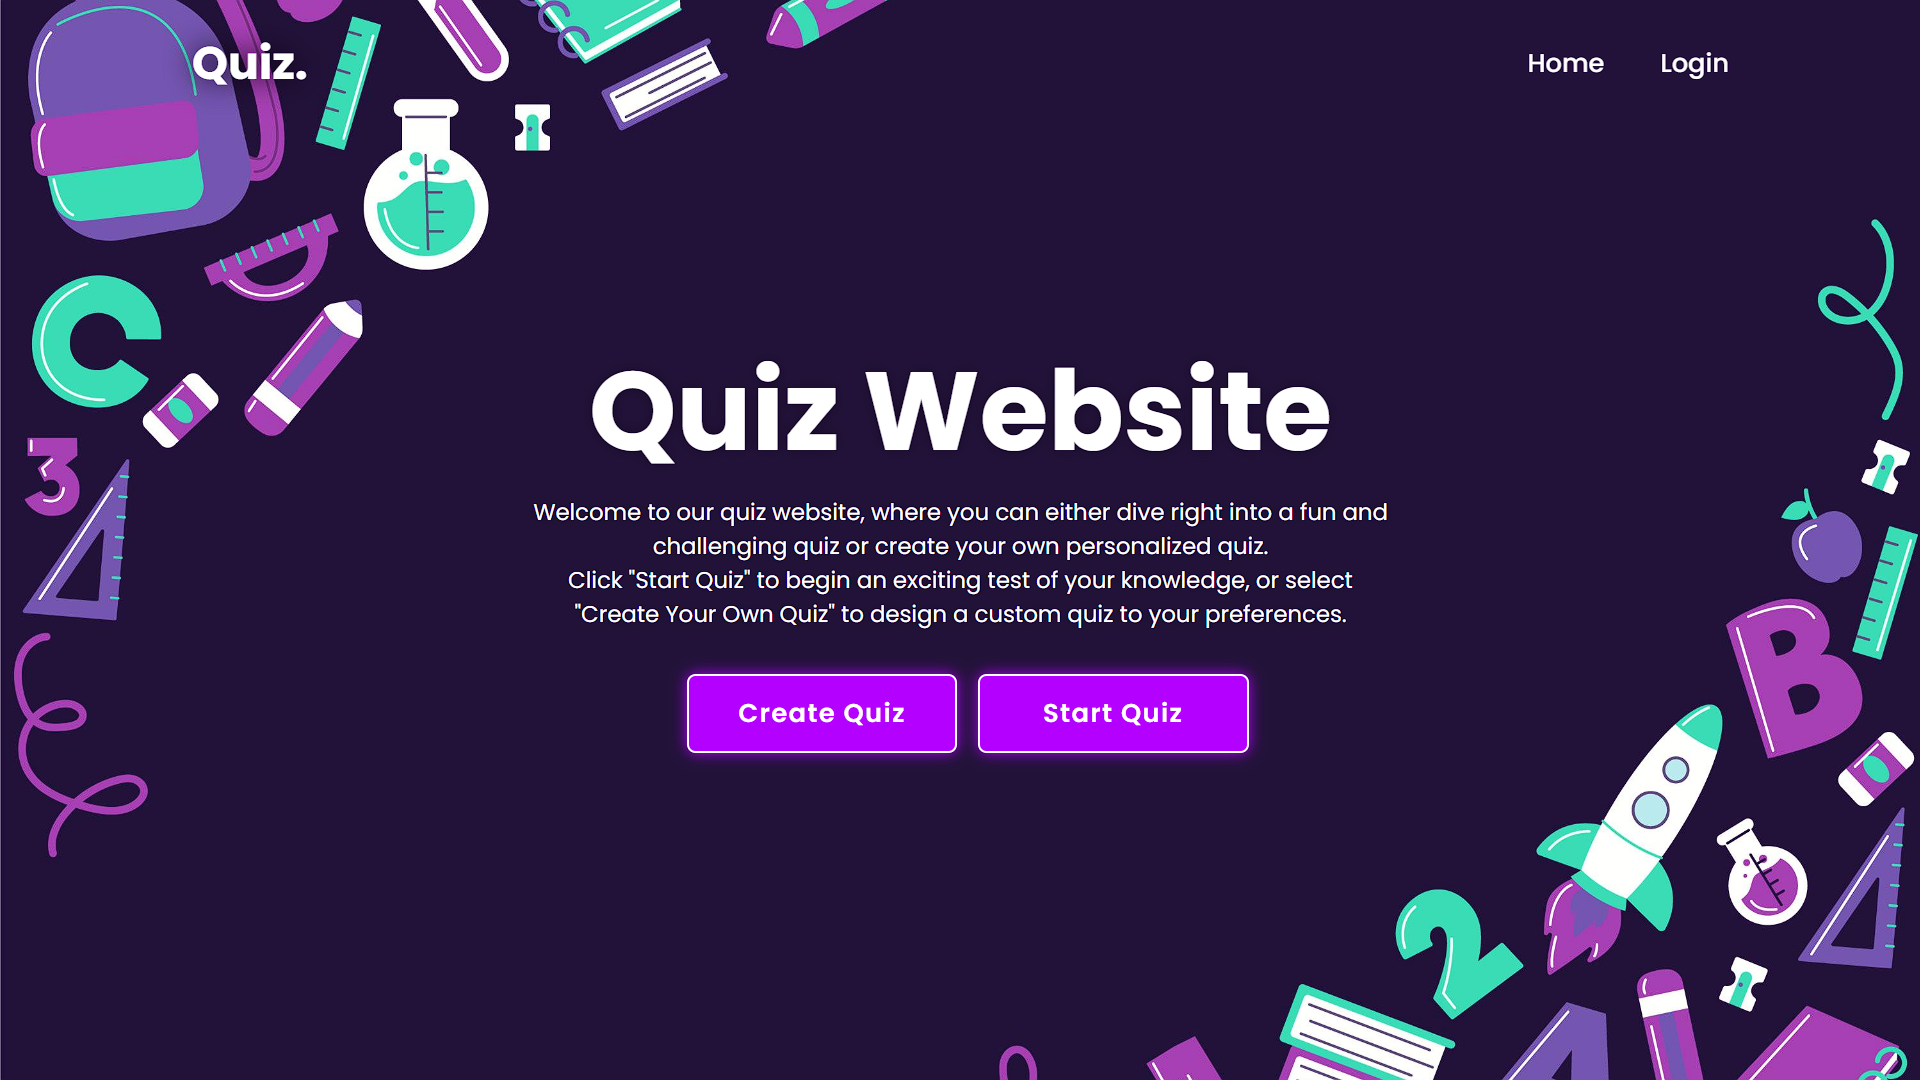 Quiz.
Home
Login
C
3
Quiz Website
Welcome to our quiz website, where you can either dive right into a fun and
challenging quiz or create your own personalized quiz.
Click "Start Quiz" to begin an exciting test of your knowledge, or select
"Create Your Own Quiz" to design a custom quiz to your preferences.
Create Quiz
Start Quiz
B
2
A